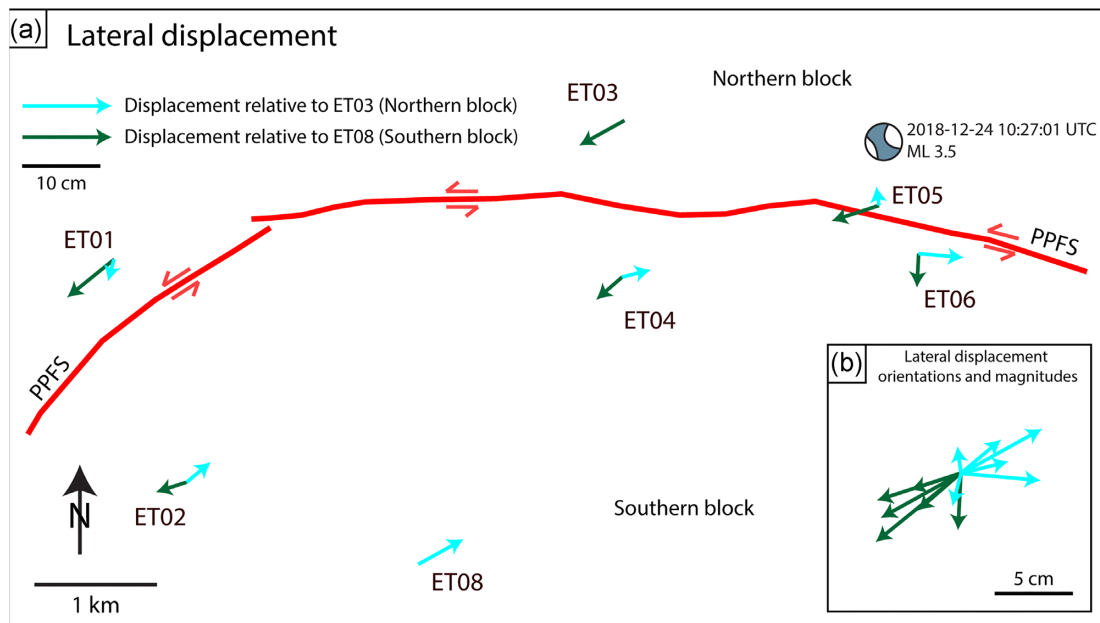 (a) Lateral displacement
Northern block
Displacement relative to ET03 (Northern block)
Displacement relative to ET08 (Southern block)
10 cm
ET03
2018-12-24 10:27:01 UTC
ML 3.5
ET05
ET01
PPFS
ET06
ET04
PPFS
(b) Lateral displacement
orientations and magnitudes
N
ET02
Southern block
ET08
5 cm
1 km